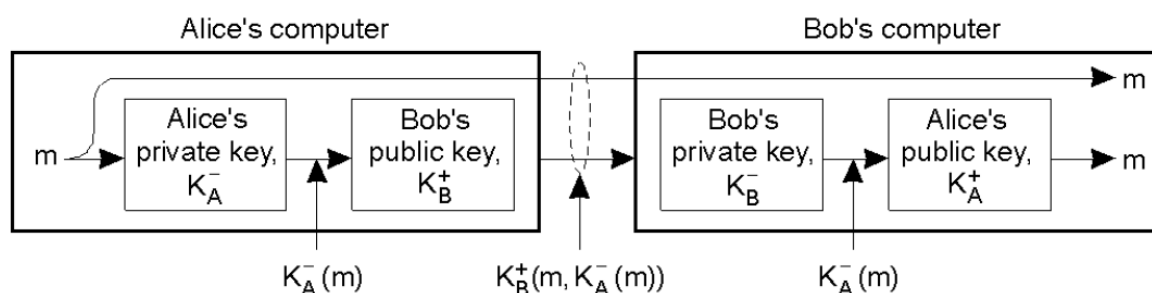 Alice's computer
Bob's computer
m
Alice's
private key,
K_A^-
Bob's
public key,
K_B^+
Bob's
private key,
K_B^-
Alice's
public key,
K_A^+
m
m
K_A^-(m)
K_B^+(m, K_A^-(m))
K_A^-(m)